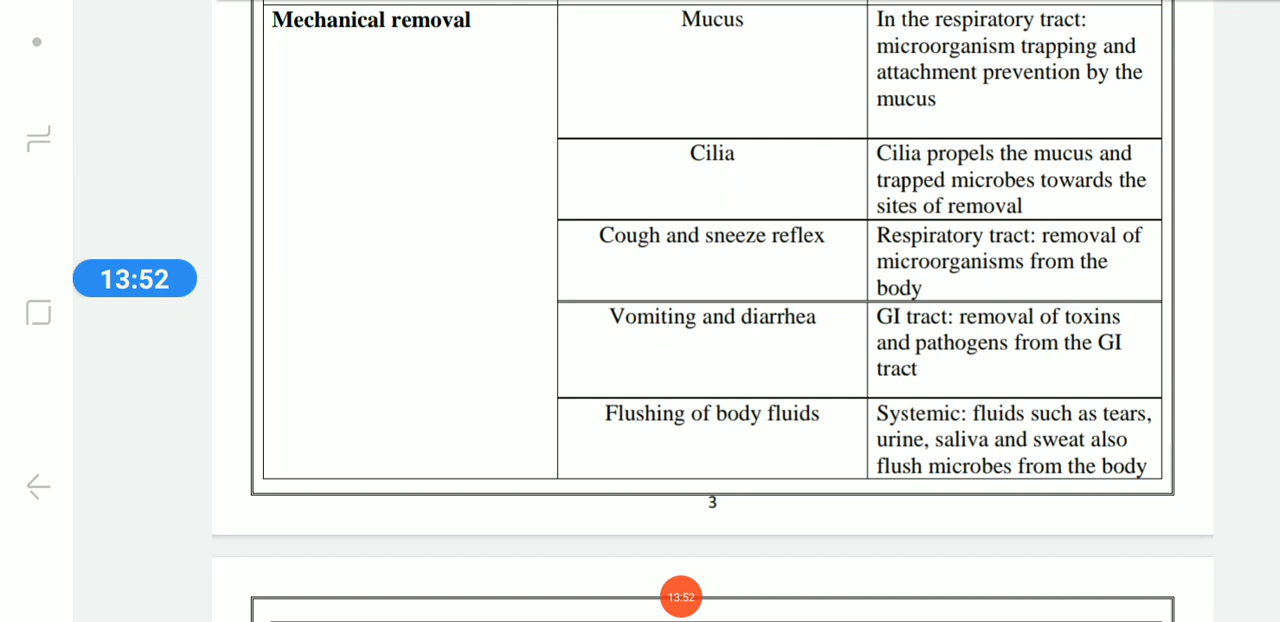 Mechanical removal
Mucus
In the respiratory tract:
microorganism trapping and
attachment prevention by the
mucus
Cilia
Cilia propels the mucus and
trapped microbes towards the
sites of removal
Cough and sneeze reflex
Respiratory tract: removal of
microorganisms from the
body
Vomiting and diarrhea
GI tract: removal of toxins
and pathogens from the GI
tract
Flushing of body fluids
Systemic: fluids such as tears,
urine, saliva and sweat also
flush microbes from the body
3
13:52
13:52